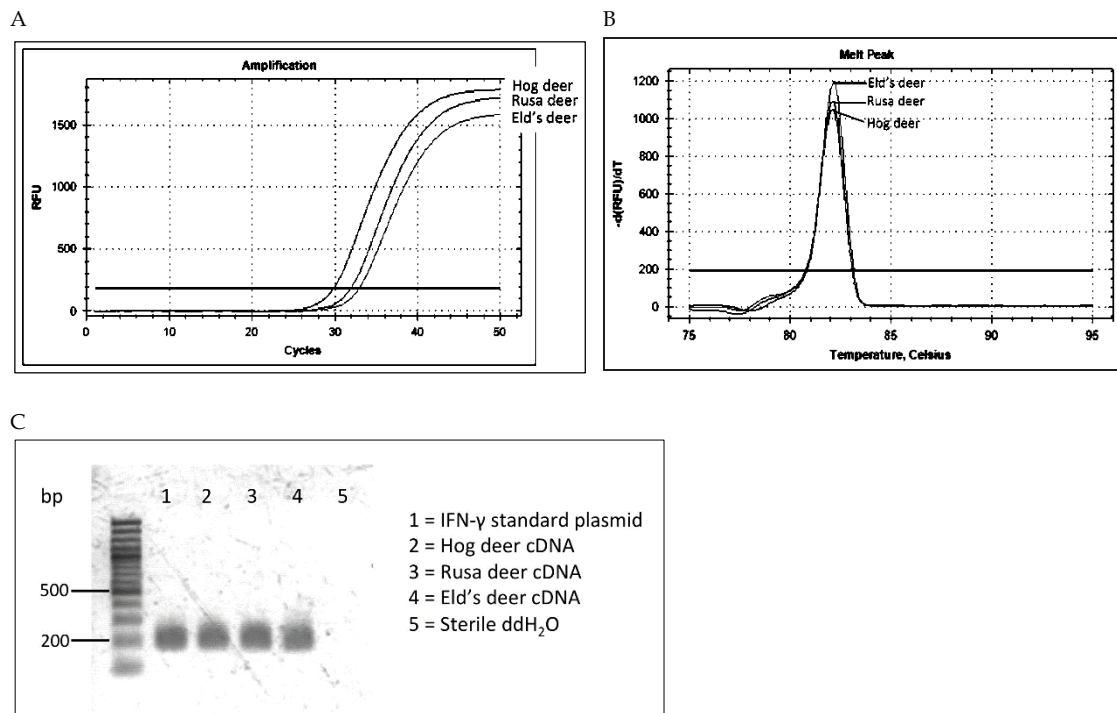 A
Amplification
RFU
1500
1000
500
0
0 10 20 30 40 50
Cycles
Hog deer
Rusa deer
Eld's deer
B
Melt Peak
-d(RFU)/dT
1200
1000
800
600
400
200
0
75 80 85 90 95
Temperature, Celsius
Eld's deer
Rusa deer
Hog deer
C
bp 1 2 3 4 5
500
200
1 = IFN-γ standard plasmid
2 = Hog deer cDNA
3 = Rusa deer cDNA
4 = Eld's deer cDNA
5 = Sterile ddH₂O